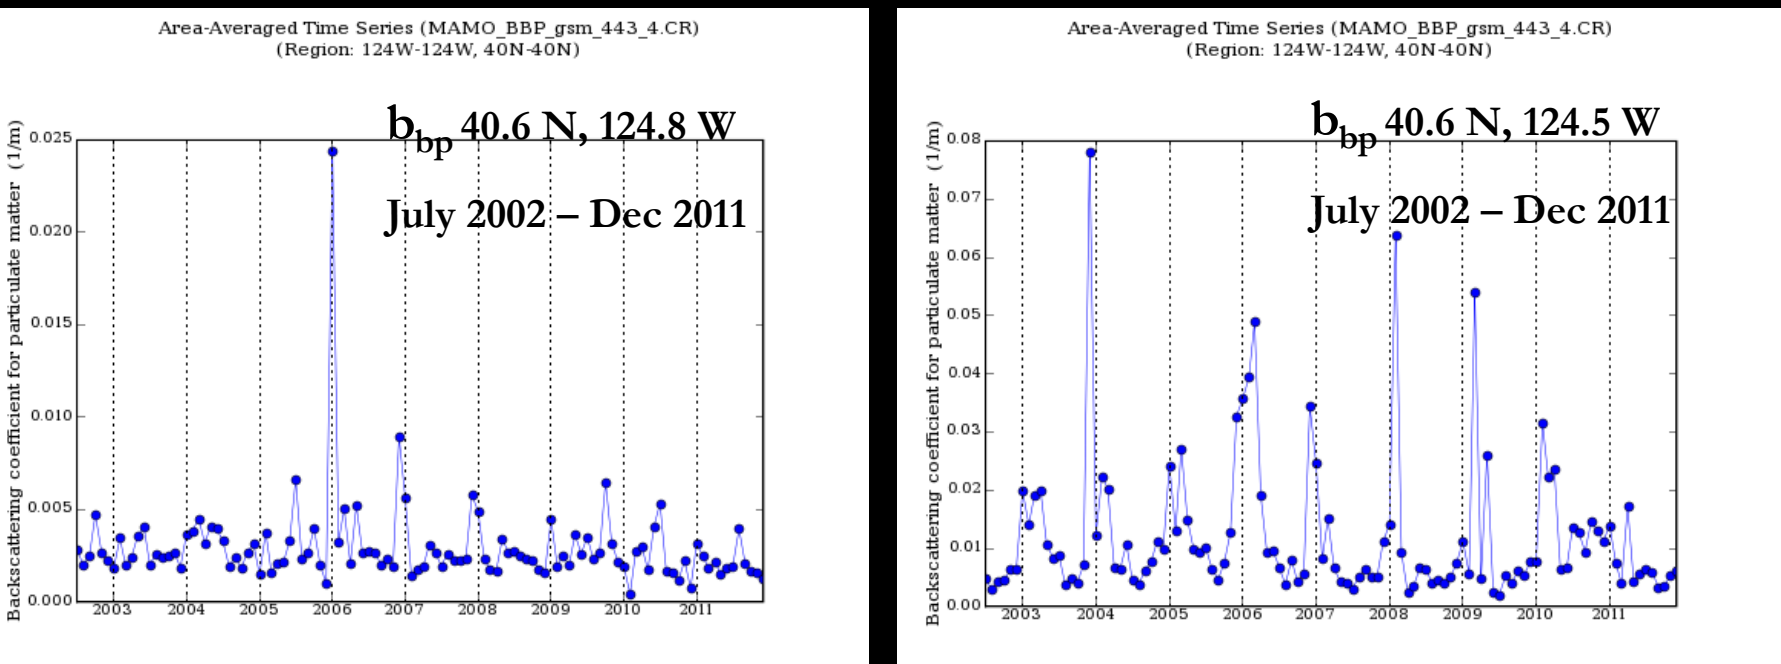 Area-Averaged Time Series (MAMO_BBP_gsm_443_4.CR)
(Region: 124W-124W, 40N-40N)
b_bp 40.6 N, 124.8 W
July 2002 – Dec 2011
Backscattering coefficient for particulate matter (1/m)
0.025
0.020
0.015
0.010
0.005
0.000
2003 2004 2005 2006 2007 2008 2009 2010 2011
Area-Averaged Time Series (MAMO_BBP_gsm_443_4.CR)
(Region: 124W-124W, 40N-40N)
b_bp 40.6 N, 124.5 W
July 2002 – Dec 2011
Backscattering coefficient for particulate matter (1/m)
0.08
0.07
0.06
0.05
0.04
0.03
0.02
0.01
0.00
2003 2004 2005 2006 2007 2008 2009 2010 2011